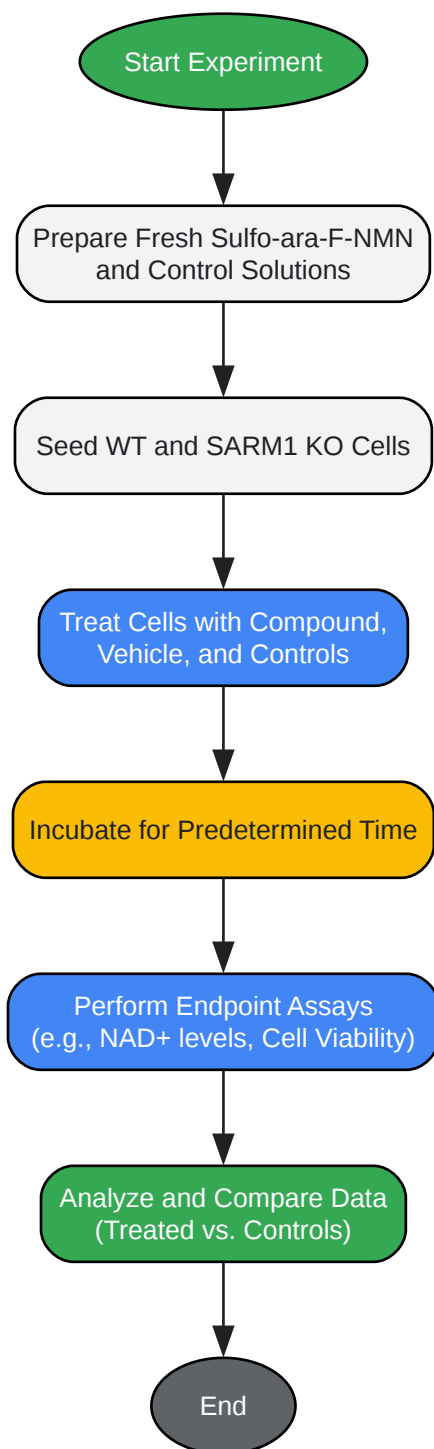 Start Experiment
Prepare Fresh Sulfo-ara-F-NMN
and Control Solutions
Seed WT and SARM1 KO Cells
Treat Cells with Compound,
Vehicle, and Controls
Incubate for Predetermined Time
Perform Endpoint Assays
(e.g., NAD+ levels, Cell Viability)
Analyze and Compare Data
(Treated vs. Controls)
End